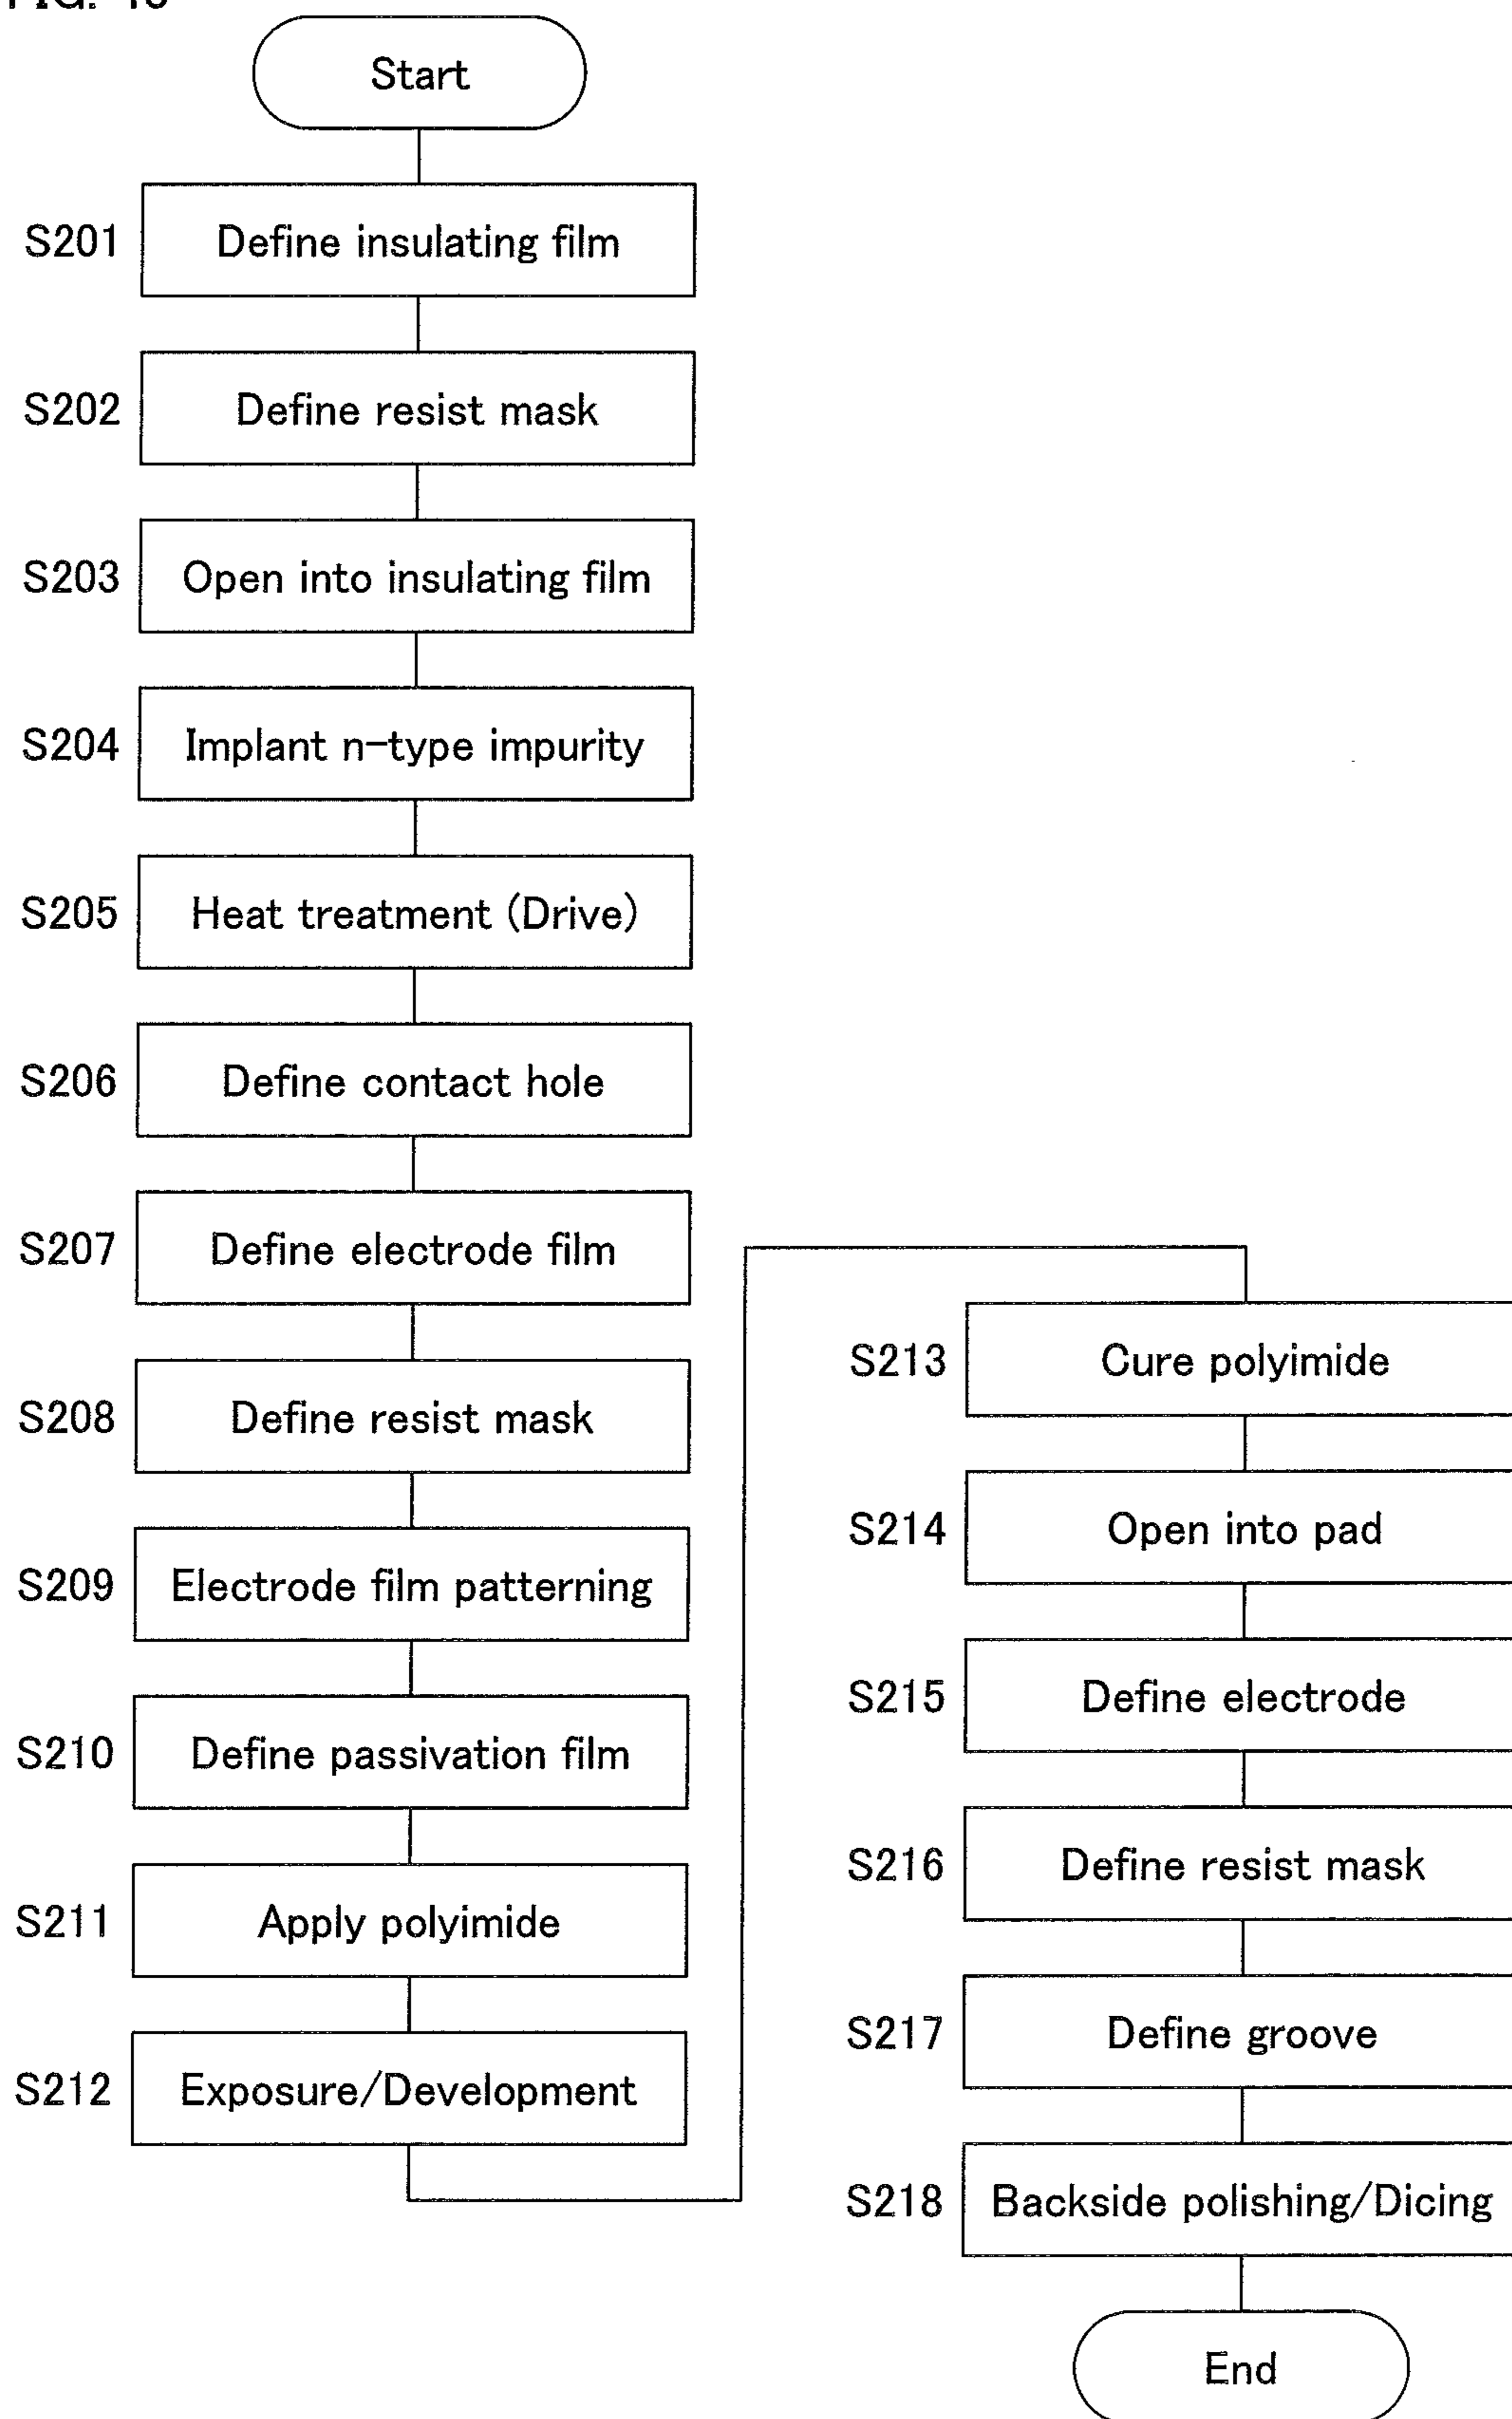 Start
S201 Define insulating film
S202 Define resist mask
S203 Open into insulating film
S204 Implant n-type impurity
S205 Heat treatment (Drive)
S206 Define contact hole
S207 Define electrode film
S208 Define resist mask
S209 Electrode film patterning
S210 Define passivation film
S211 Apply polyimide
S212 Exposure/Development
S213 Cure polyimide
S214 Open into pad
S215 Define electrode
S216 Define resist mask
S217 Define groove
S218 Backside polishing/Dicing
End